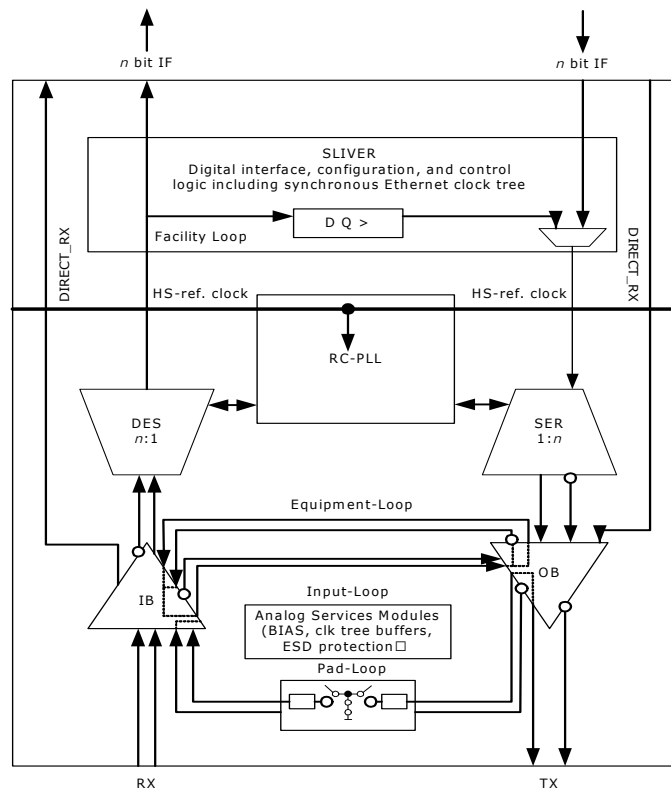 n bit IF
n bit IF
SLIVER
Digital interface, configuration, and control
logic including synchronous Ethernet clock tree
D Q >
Facility Loop
DIRECT_RX
DIRECT_RX
HS-ref. clock
HS-ref. clock
RC-PLL
DES
n:1
SER
1:n
Equipment-Loop
IB
OB
Input-Loop
Analog Services Modules
(BIAS, clk tree buffers,
ESD protection□
Pad-Loop
RX
TX